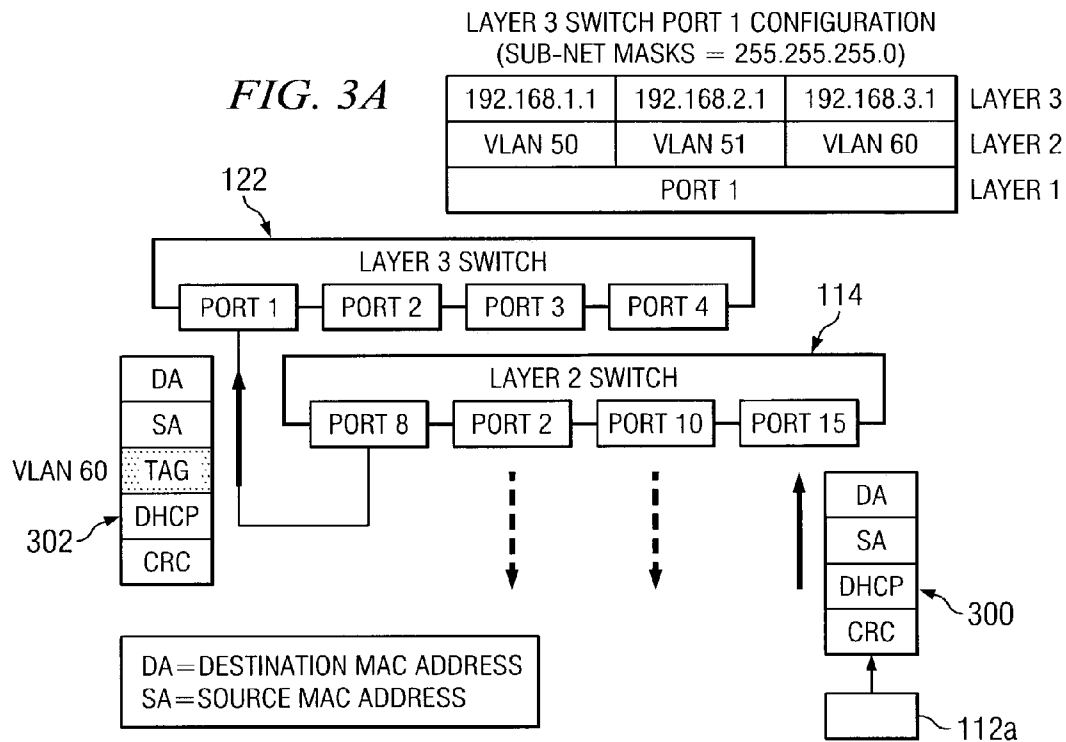 LAYER 3 SWITCH PORT 1 CONFIGURATION
(SUB-NET MASKS = 255.255.255.0)
FIG. 3A
192.168.1.1 192.168.2.1 192.168.3.1 LAYER 3
VLAN 50 VLAN 51 VLAN 60 LAYER 2
PORT 1 LAYER 1
122
LAYER 3 SWITCH
PORT 1 PORT 2 PORT 3 PORT 4
114
LAYER 2 SWITCH
PORT 8 PORT 2 PORT 10 PORT 15
DA
SA
VLAN 60 TAG
DHCP
302
CRC
DA
SA
DHCP
300
CRC
112a
DA=DESTINATION MAC ADDRESS
SA=SOURCE MAC ADDRESS